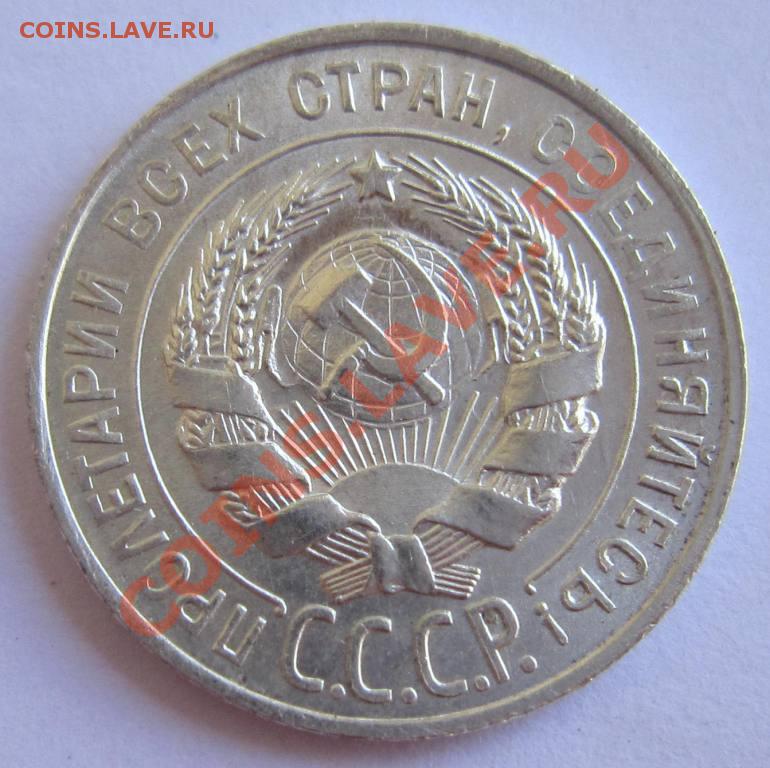 COINS.LAVE.RU
ПРОЛЕТАРИИ ВСЕХ СТРАН, СОЕДИНЯЙТЕСЬ!
С.С.С.Р.
COINS.LAVE.RU